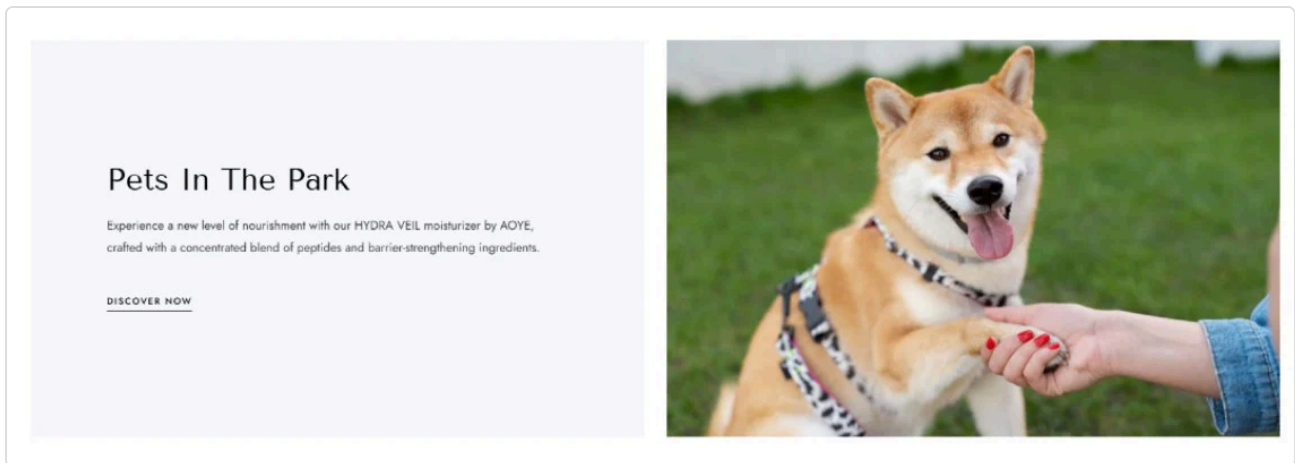 Pets In The Park
Experience a new level of nourishment with our HYDRA VEIL moisturizer by AOYE,
crafted with a concentrated blend of peptides and barrier-strengthening ingredients.
DISCOVER NOW